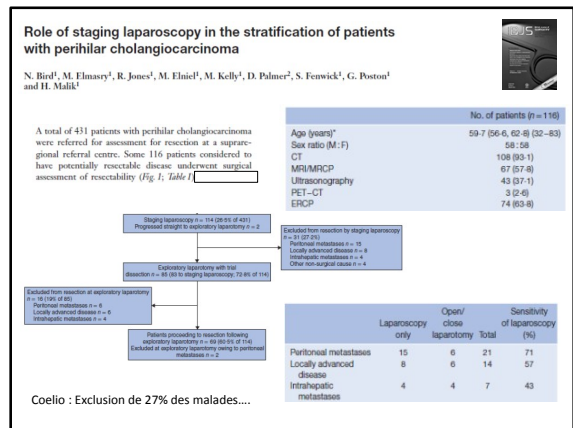 Role of staging laparoscopy in the stratification of patients
with perihilar cholangiocarcinoma
N. Bird¹, M. Elmasry¹, R. Jones¹, M. Elniel¹, M. Kelly¹, D. Palmer², S. Fenwick¹, G. Poston¹
and H. Malik¹
A total of 431 patients with perihilar cholangiocarcinoma
were referred for assessment for resection at a suprare-
gional referral centre. Some 116 patients considered to
have potentially resectable disease underwent surgical
assessment of resectability (Fig. 1; Table 1)
No. of patients (n = 116)
Age (years)* 59·7 (56·6, 62·8) (32–83)
Sex ratio (M : F) 58 : 58
CT 108 (93·1)
MRI/MRCP 67 (57·8)
Ultrasonography 43 (37·1)
PET–CT 3 (2·6)
ERCP 74 (63·8)
Staging laparoscopy n = 114 (26·5% of 431)
Progressed straight to exploratory laparotomy n = 2
Excluded from resection by staging laparoscopy
n = 31 (27·2%)
Peritoneal metastases n = 15
Locally advanced disease n = 8
Intrahepatic metastases n = 4
Other non-surgical cause n = 4
Exploratory laparotomy with trial
dissection n = 85 (83 to staging laparoscopy; 72·8% of 114)
Excluded from resection at exploratory laparotomy
n = 16 (19% of 85)
Peritoneal metastases n = 6
Locally advanced disease n = 6
Intrahepatic metastases n = 4
Patients proceeding to resection following
exploratory laparotomy n = 69 (60·5% of 114)
Excluded at exploratory laparotomy owing to peritoneal
metastases n = 2
Laparoscopy only
Open/ close laparotomy
Total
Sensitivity of laparoscopy (%)
Peritoneal metastases 15 6 21 71
Locally advanced disease 8 6 14 57
Intrahepatic metastases 4 4 7 43
Coelio : Exclusion de 27% des malades….